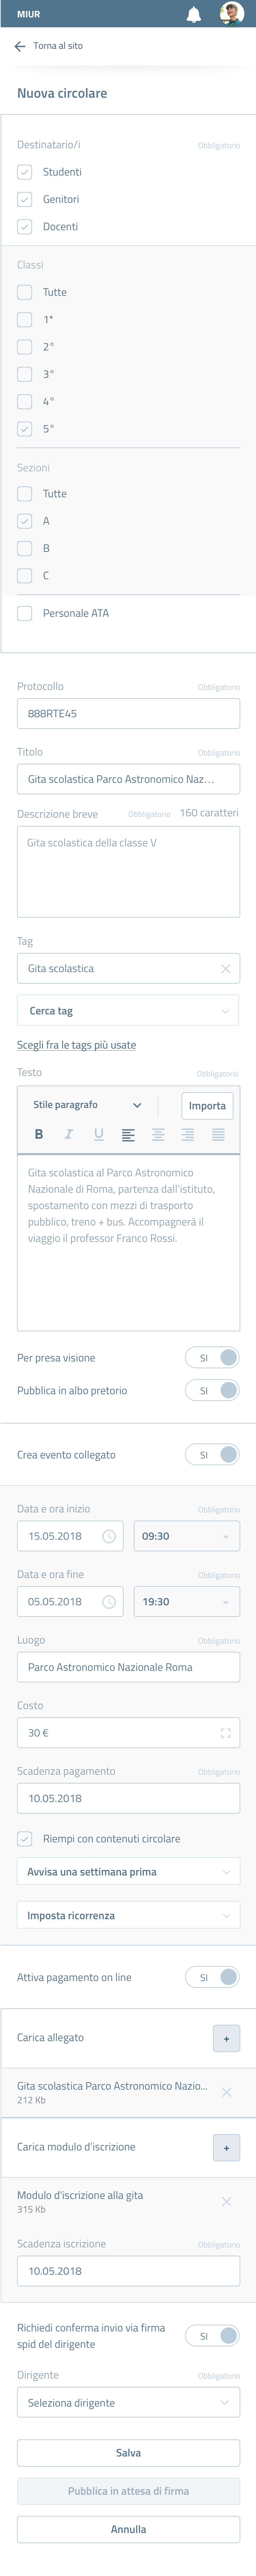 MIUR
Torna al sito
Nuova circolare
Destinatario/i Obbligatorio
Studenti
Genitori
Docenti
Classi
Tutte
1°
2°
3°
4°
5°
Sezioni
Tutte
A
B
C
Personale ATA
Protocollo Obbligatorio
888RTE45
Titolo Obbligatorio
Gita scolastica Parco Astronomico Naz...
Descrizione breve Obbligatorio 160 caratteri
Gita scolastica della classe V
Tag
Gita scolastica
Cerca tag
Scegli fra le tags più usate
Testo Obbligatorio
Stile paragrafo Importa
B I U
Gita scolastica al Parco Astronomico
Nazionale di Roma, partenza dall'istituto,
spostamento con mezzi di trasporto
pubblico, treno + bus. Accompagnerà il
viaggio il professor Franco Rossi.
Per presa visione SI
Pubblica in albo pretorio SI
Crea evento collegato SI
Data e ora inizio Obbligatorio
15.05.2018 09:30
Data e ora fine Obbligatorio
05.05.2018 19:30
Luogo Obbligatorio
Parco Astronomico Nazionale Roma
Costo
30 €
Scadenza pagamento Obbligatorio
10.05.2018
Riempi con contenuti circolare
Avvisa una settimana prima
Imposta ricorrenza
Attiva pagamento on line SI
Carica allegato +
Gita scolastica Parco Astronomico Nazio...
212 Kb
Carica modulo d'iscrizione +
Modulo d'iscrizione alla gita
315 Kb
Scadenza iscrizione Obbligatorio
10.05.2018
Richiedi conferma invio via firma
spid del dirigente SI
Dirigente Obbligatorio
Seleziona dirigente
Salva
Pubblica in attesa di firma
Annulla